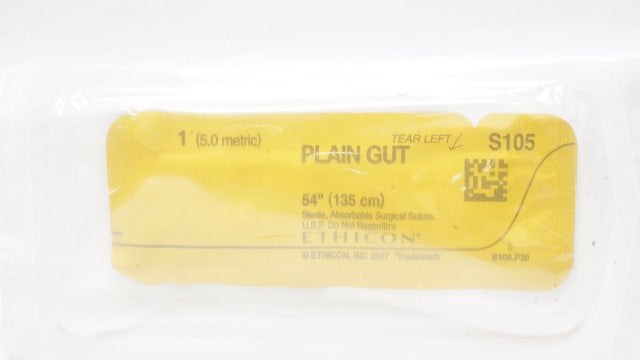 1* (5.0 metric)
TEAR LEFT
S105
PLAIN GUT
54" (135 cm)
Sterile, Absorbable Surgical Suture,
U.S.P. Do Not Resterilize
ETHICON*
© ETHICON, INC 2007 *Trademark
S105.P30